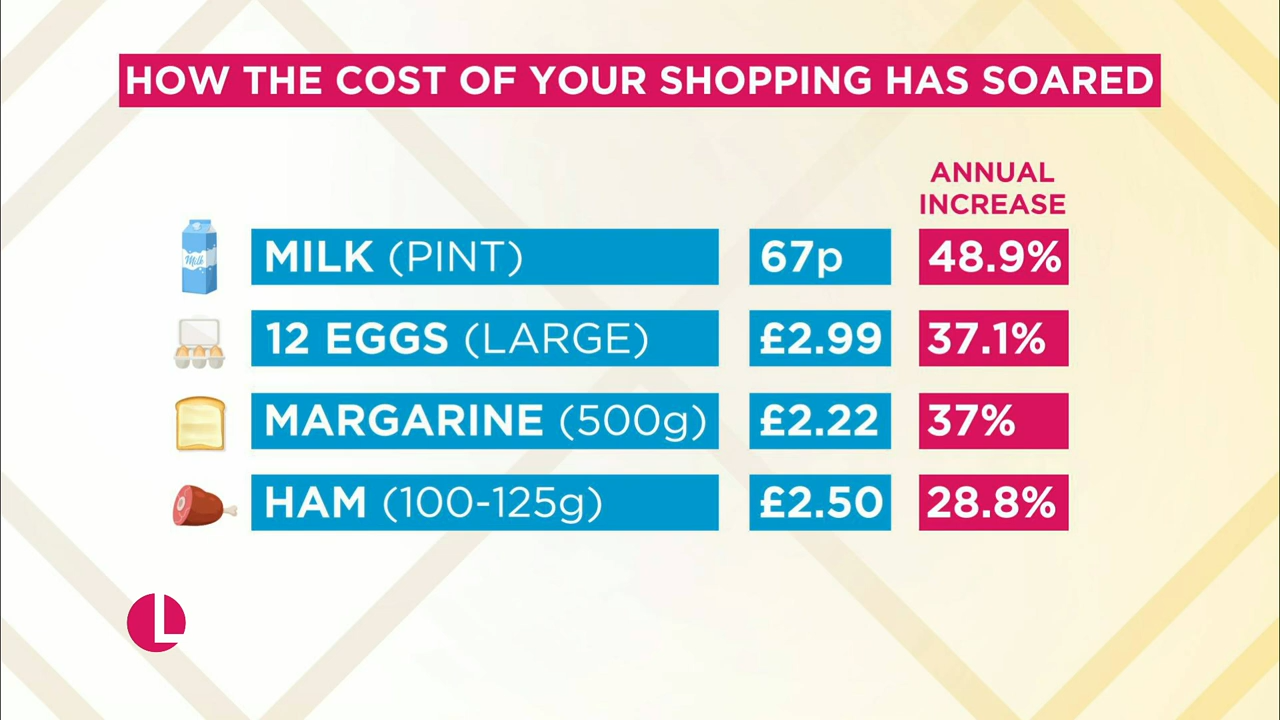 HOW THE COST OF YOUR SHOPPING HAS SOARED
ANNUAL
INCREASE
Milk
MILK (PINT) 67p 48.9%
12 EGGS (LARGE) £2.99 37.1%
MARGARINE (500g) £2.22 37%
HAM (100-125g) £2.50 28.8%
L